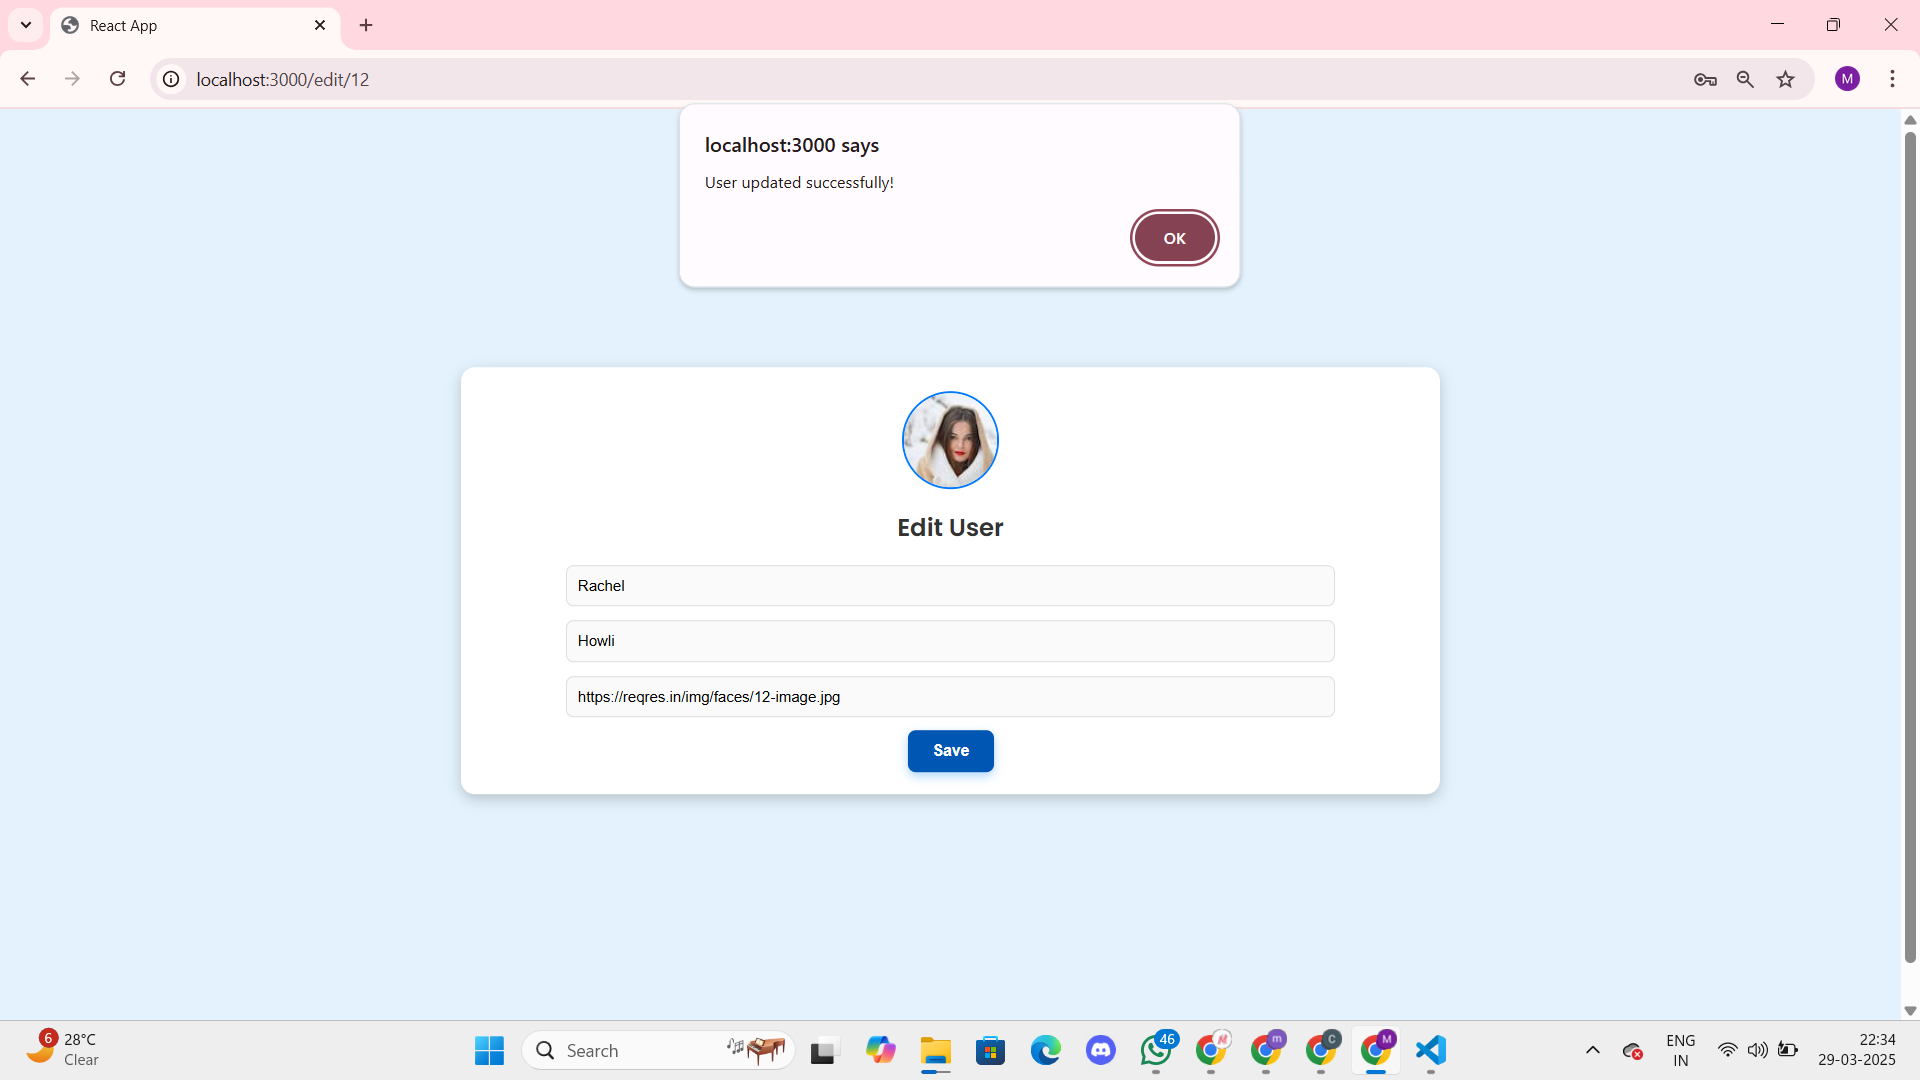 React App
localhost:3000/edit/12
M
localhost:3000 says
User updated successfully!
OK
Edit User
Rachel
Howli
https://reqres.in/img/faces/12-image.jpg
Save
6
28°C
Clear
Search
46
m
C
M
ENG
IN
22:34
29-03-2025